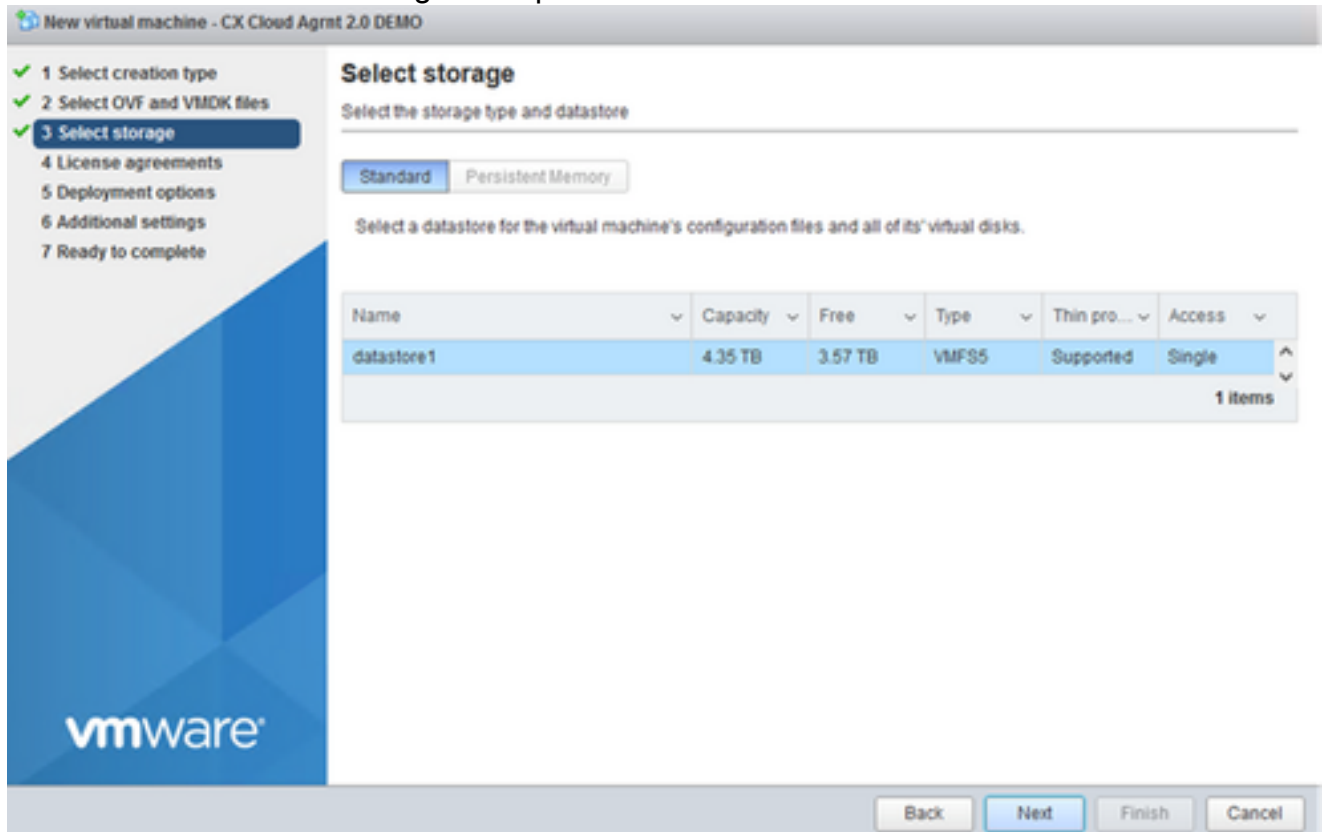 New virtual machine - CX Cloud Agrnt 2.0 DEMO
1 Select creation type
2 Select OVF and VMDK files
3 Select storage
4 License agreements
5 Deployment options
6 Additional settings
7 Ready to complete
vmware
Select storage
Select the storage type and datastore
Standard Persistent Memory
Select a datastore for the virtual machine's configuration files and all of its' virtual disks.
Name Capacity Free Type Thin pro... Access
datastore1 4.35 TB 3.57 TB VMFS5 Supported Single
1 items
Back Next Finish Cancel